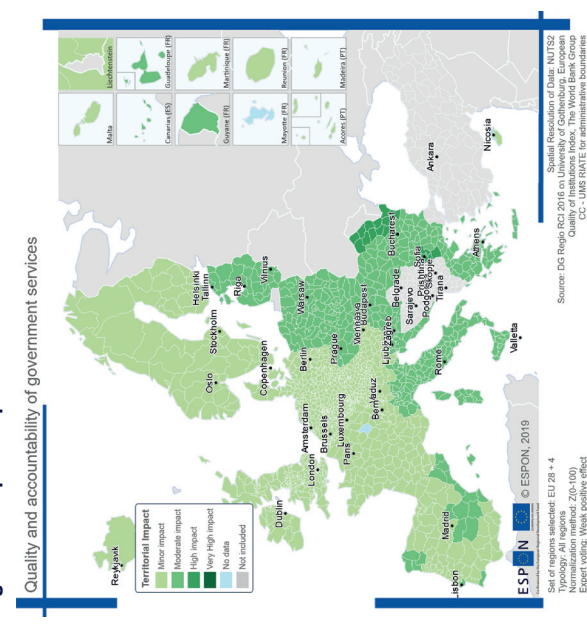 Quality and accountability of government services
Reykjavik
Oslo
Stockholm
Helsinki
Tallinn
Riga
Vilnius
Copenhagen
Dublin
London
Amsterdam
Brussels
Luxembourg
Paris
Berlin
Warsaw
Prague
Bern
Vaduz
Budapest
Zagreb
Belgrade
Bucharest
Sarajevo
Sofia
Prishtina
Skopje
Tirana
Rome
Athens
Madrid
Lisbon
Valletta
Ankara
Nicosia
Territorial Impact
Minor impact
Moderate impact
High impact
Very High impact
No data
Not included
Liechtenstein
Guadeloupe (FR)
Martinique (FR)
Reunion (FR)
Madeira (PT)
Malta
Canarias (ES)
Guyane (FR)
Mayotte (FR)
Acores (PT)
ESPON © ESPON, 2019
Set of regions selected: EU 28 + 4
Typology: All regions
Normalization method: Z(0-100)
Expert voting: Weak positive effect
Spatial Resolution of Data: NUTS2
Source: DG Regio RCI 2016 on University of Gothenburg, European
Quality of Institutions Index, The World Bank Group
CC - UMS RIATE for administrative boundaries